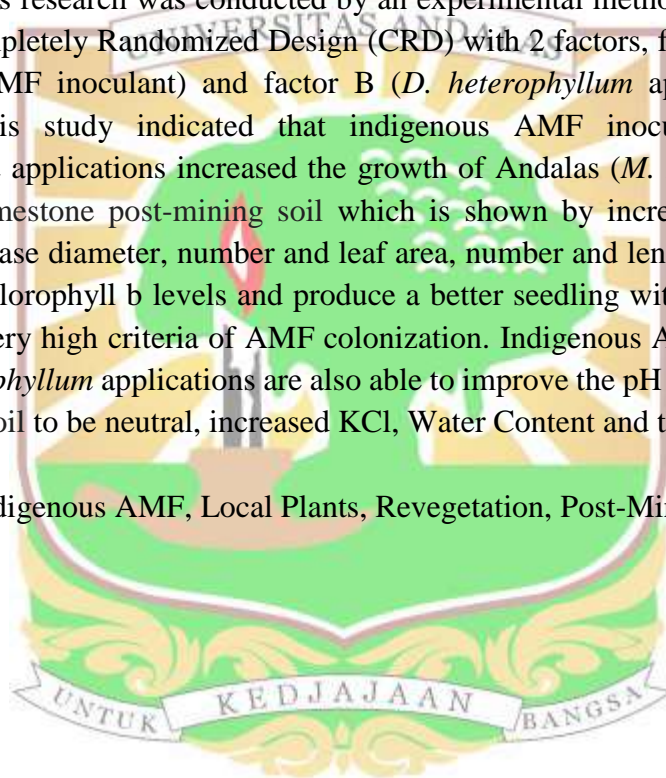 s research was conducted by an experimental metho
UNIVERSITAS ANDALAS
pletely Randomized Design (CRD) with 2 factors, f
MF inoculant) and factor B (D. heterophyllum ap
is study indicated that indigenous AMF inocu
applications increased the growth of Andalas (M.
mestone post-mining soil which is shown by incre
ase diameter, number and leaf area, number and len
lorophyll b levels and produce a better seedling wit
ery high criteria of AMF colonization. Indigenous A
phyllum applications are also able to improve the pH
oil to be neutral, increased KCl, Water Content and t
digenous AMF, Local Plants, Revegetation, Post-Mi
UNTUK KEDJAJAAN BANGSA